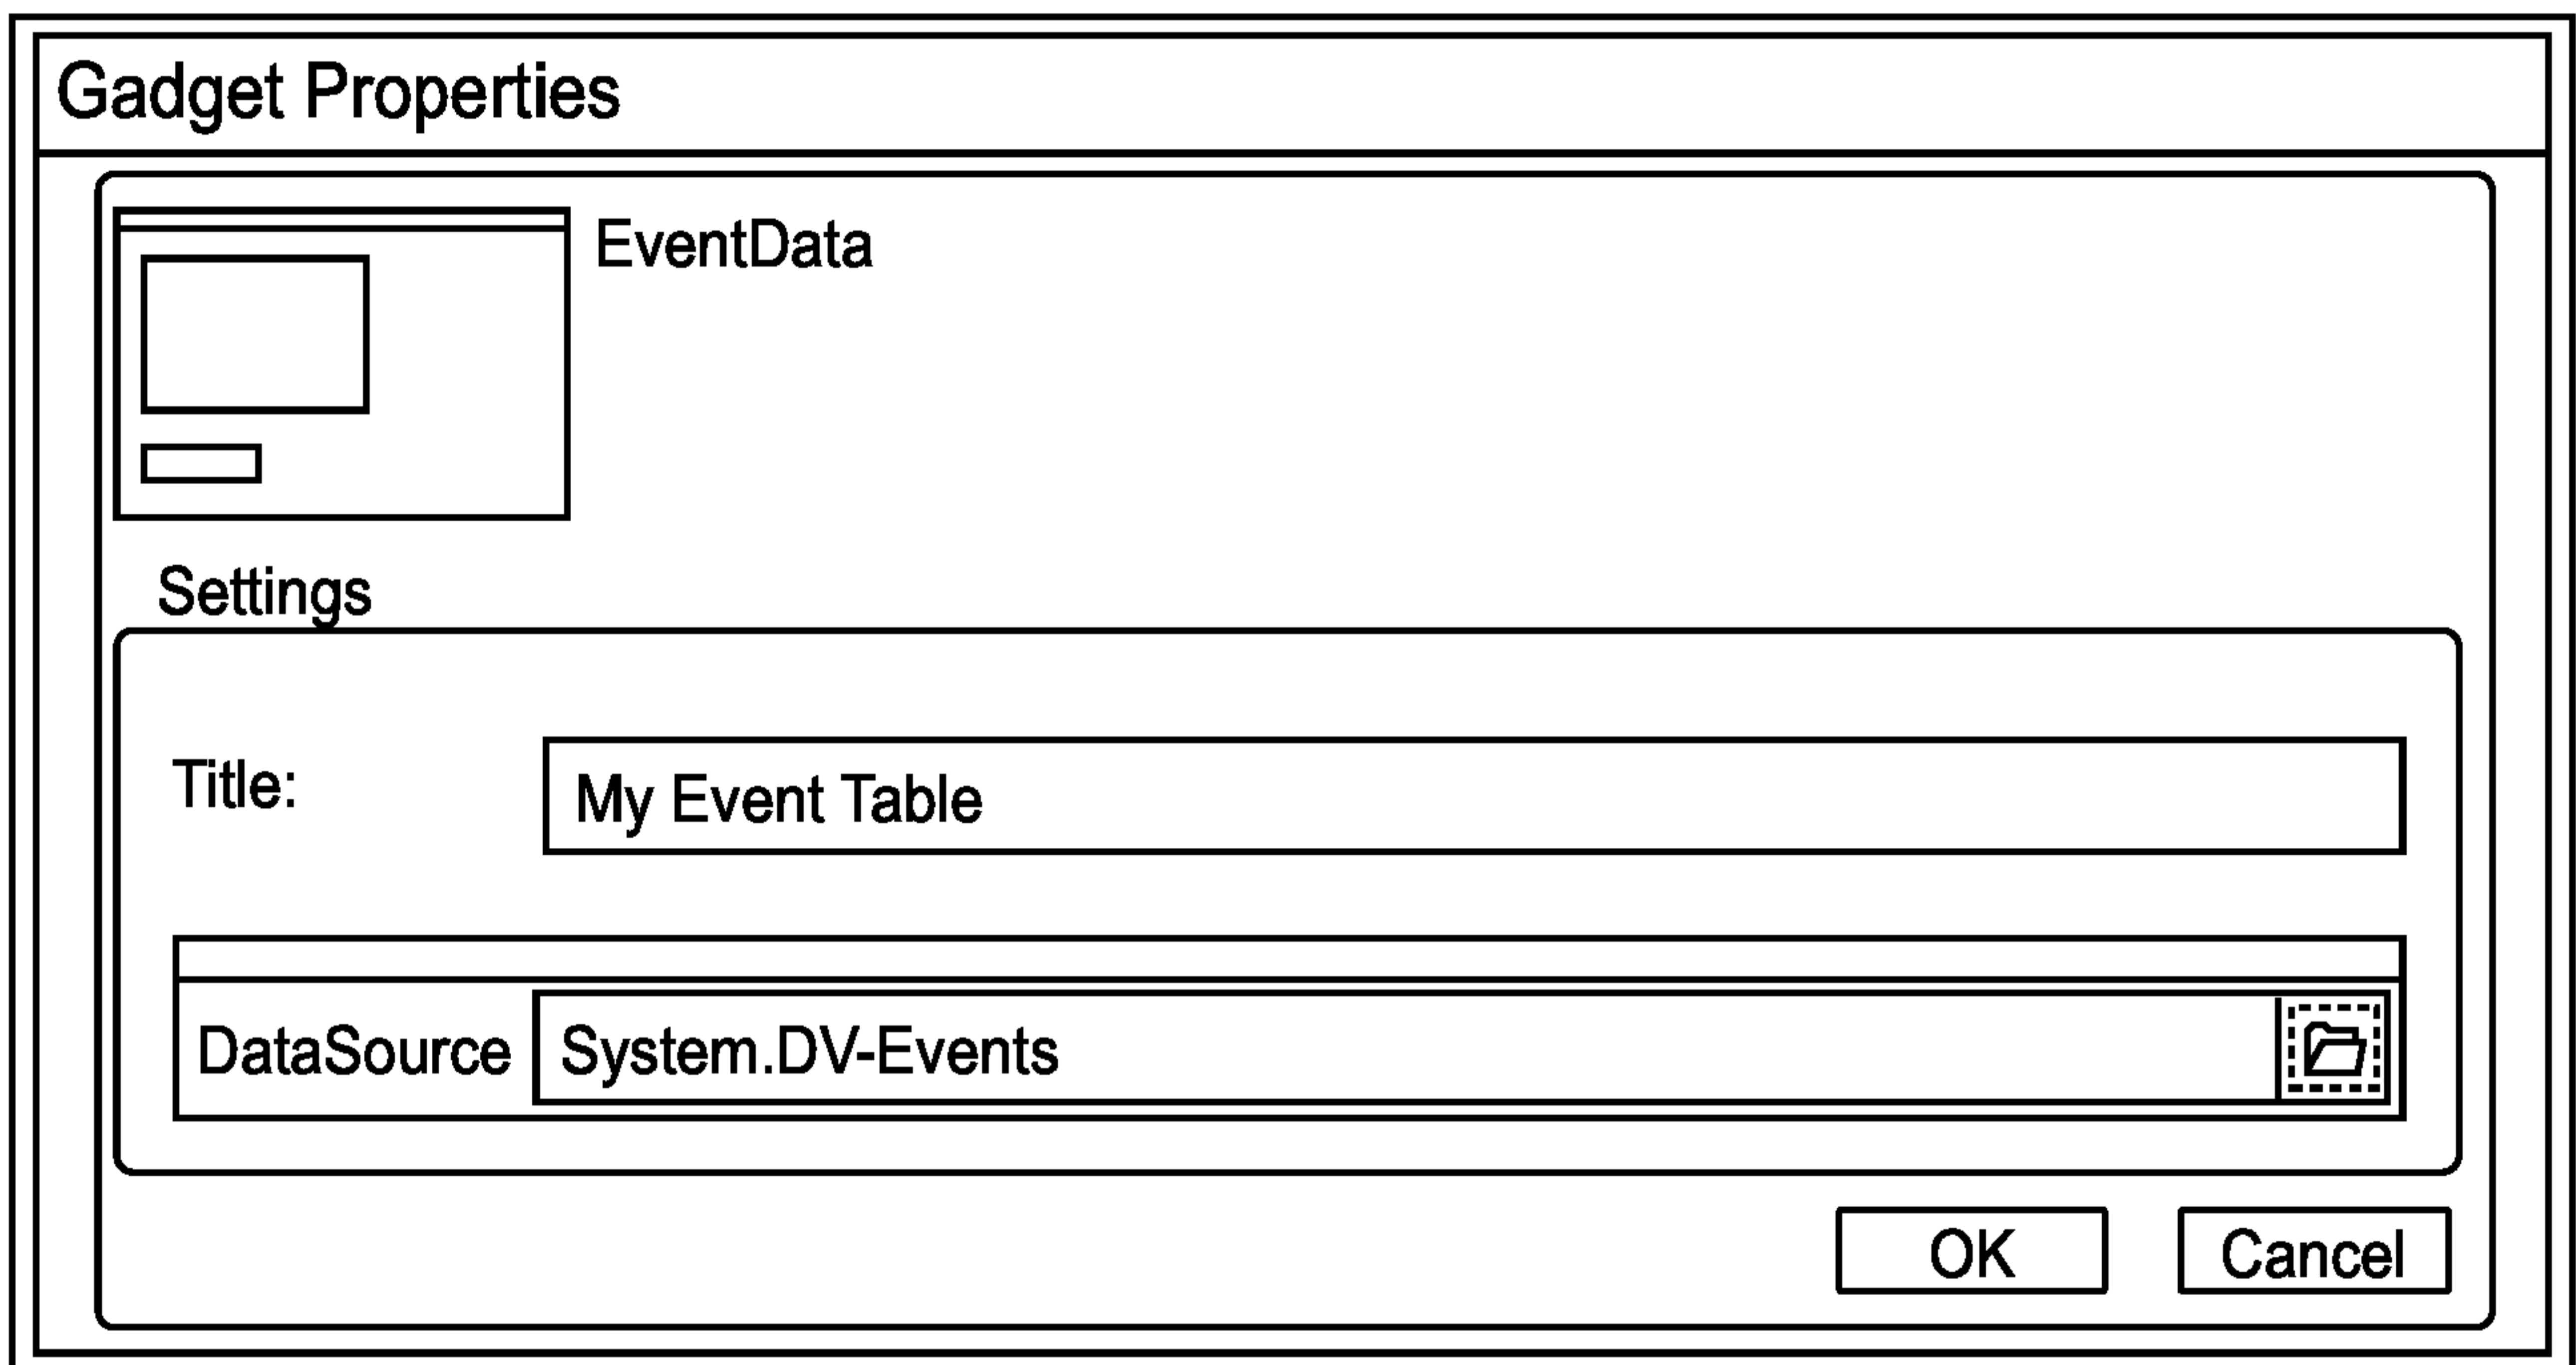 Gadget Properties
EventData
Settings
Title: My Event Table
DataSource System.DV-Events
OK Cancel